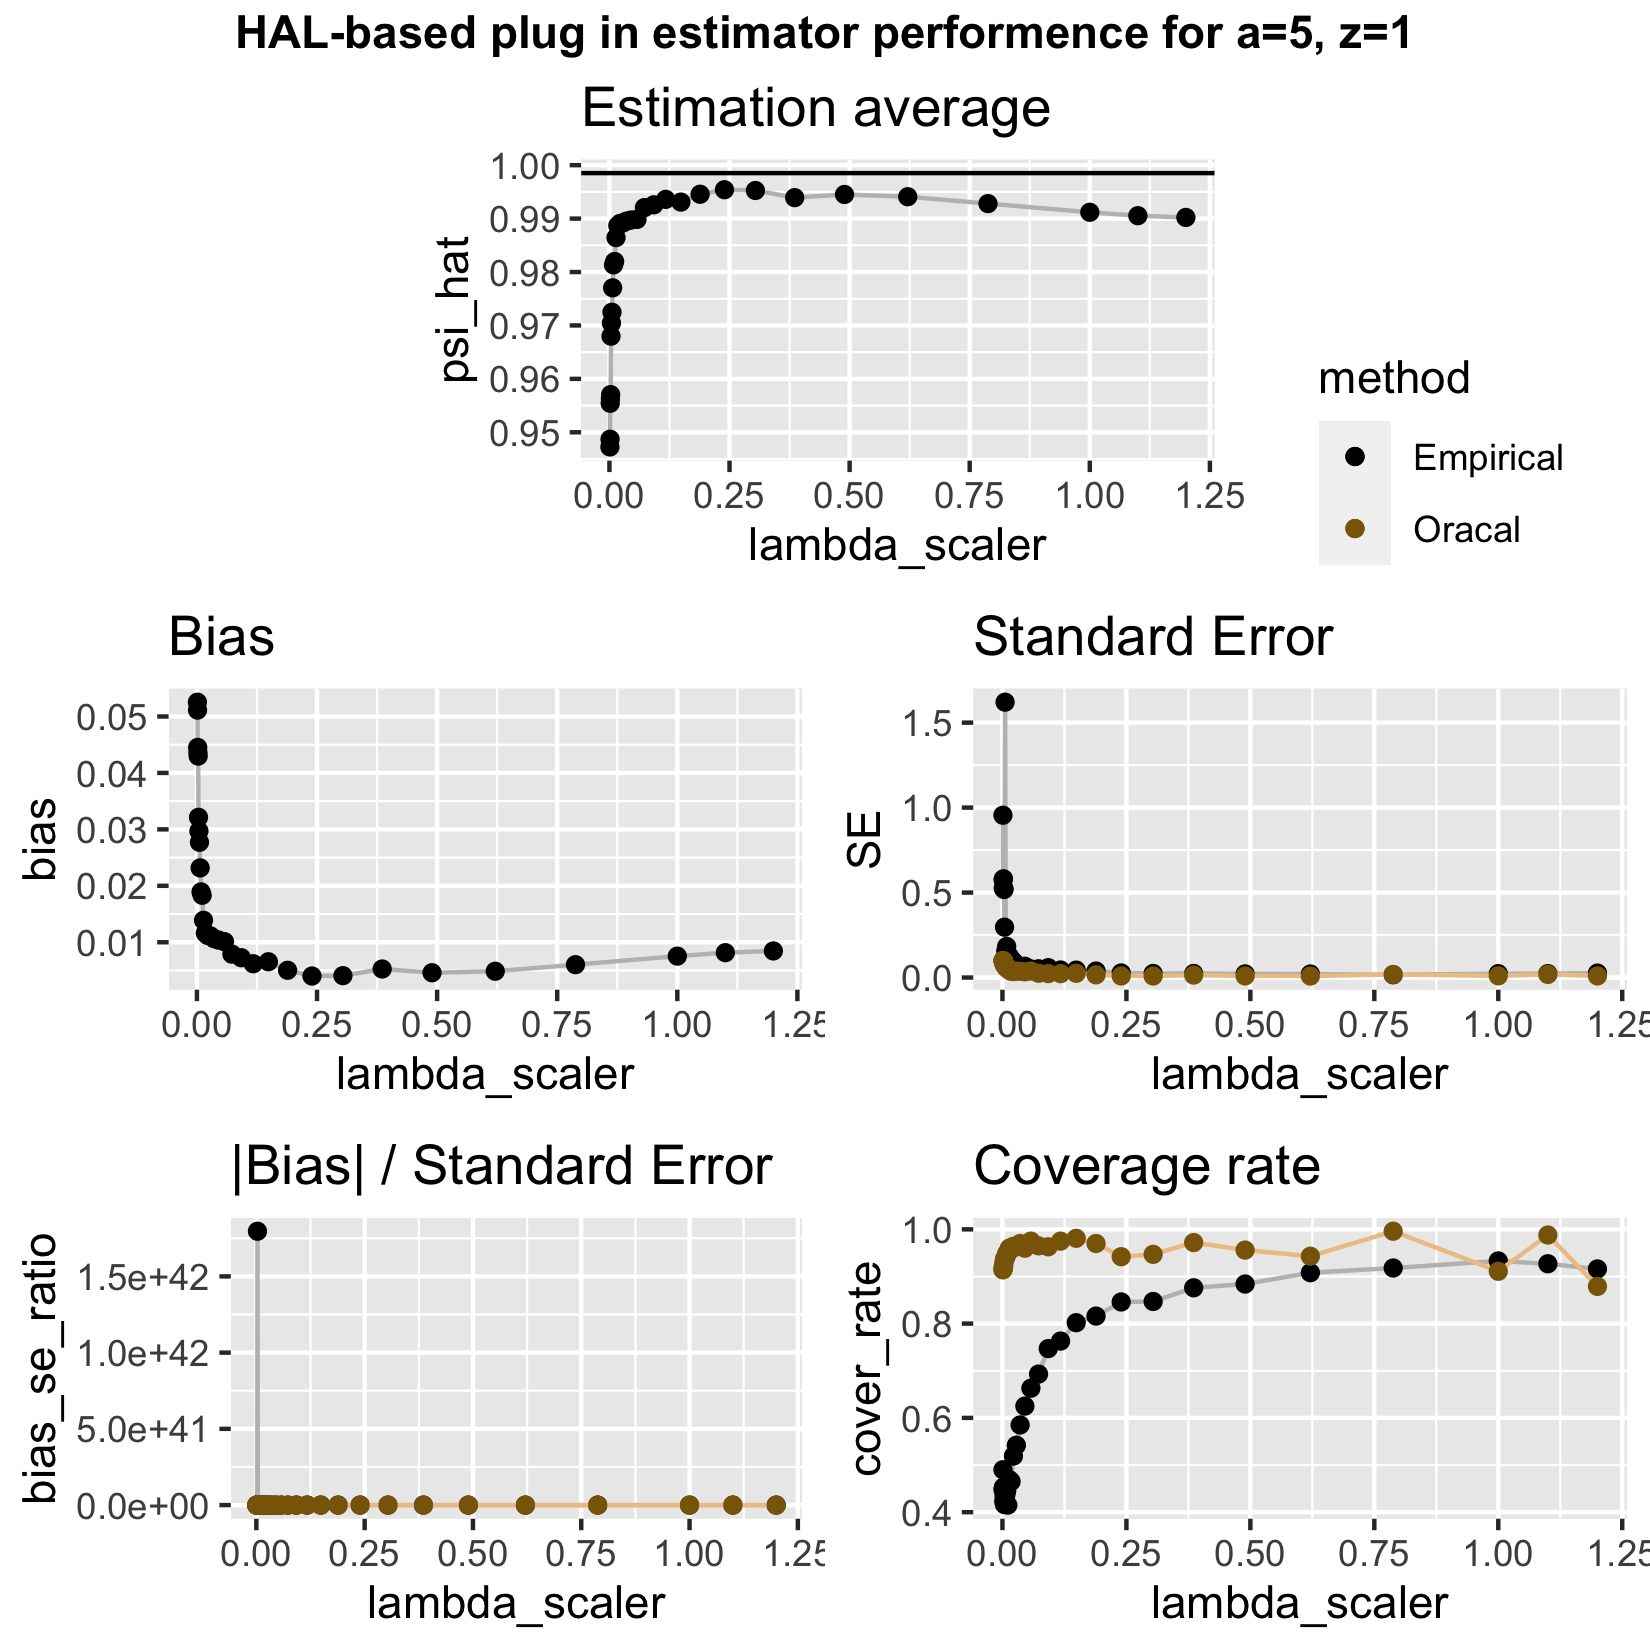 HAL-based plug in estimator performence for a=5, z=1
Estimation average
psi_hat
1.00
0.99
0.98
0.97
0.96
0.95
0.00 0.25 0.50 0.75 1.00 1.25
lambda_scaler
method
Empirical
Oracal
Bias
bias
0.05
0.04
0.03
0.02
0.01
0.00 0.25 0.50 0.75 1.00 1.25
lambda_scaler
Standard Error
SE
1.5
1.0
0.5
0.0
0.00 0.25 0.50 0.75 1.00 1.25
lambda_scaler
|Bias| / Standard Error
bias_se_ratio
1.5e+42
1.0e+42
5.0e+41
0.0e+00
0.00 0.25 0.50 0.75 1.00 1.25
lambda_scaler
Coverage rate
cover_rate
1.0
0.8
0.6
0.4
0.00 0.25 0.50 0.75 1.00 1.25
lambda_scaler